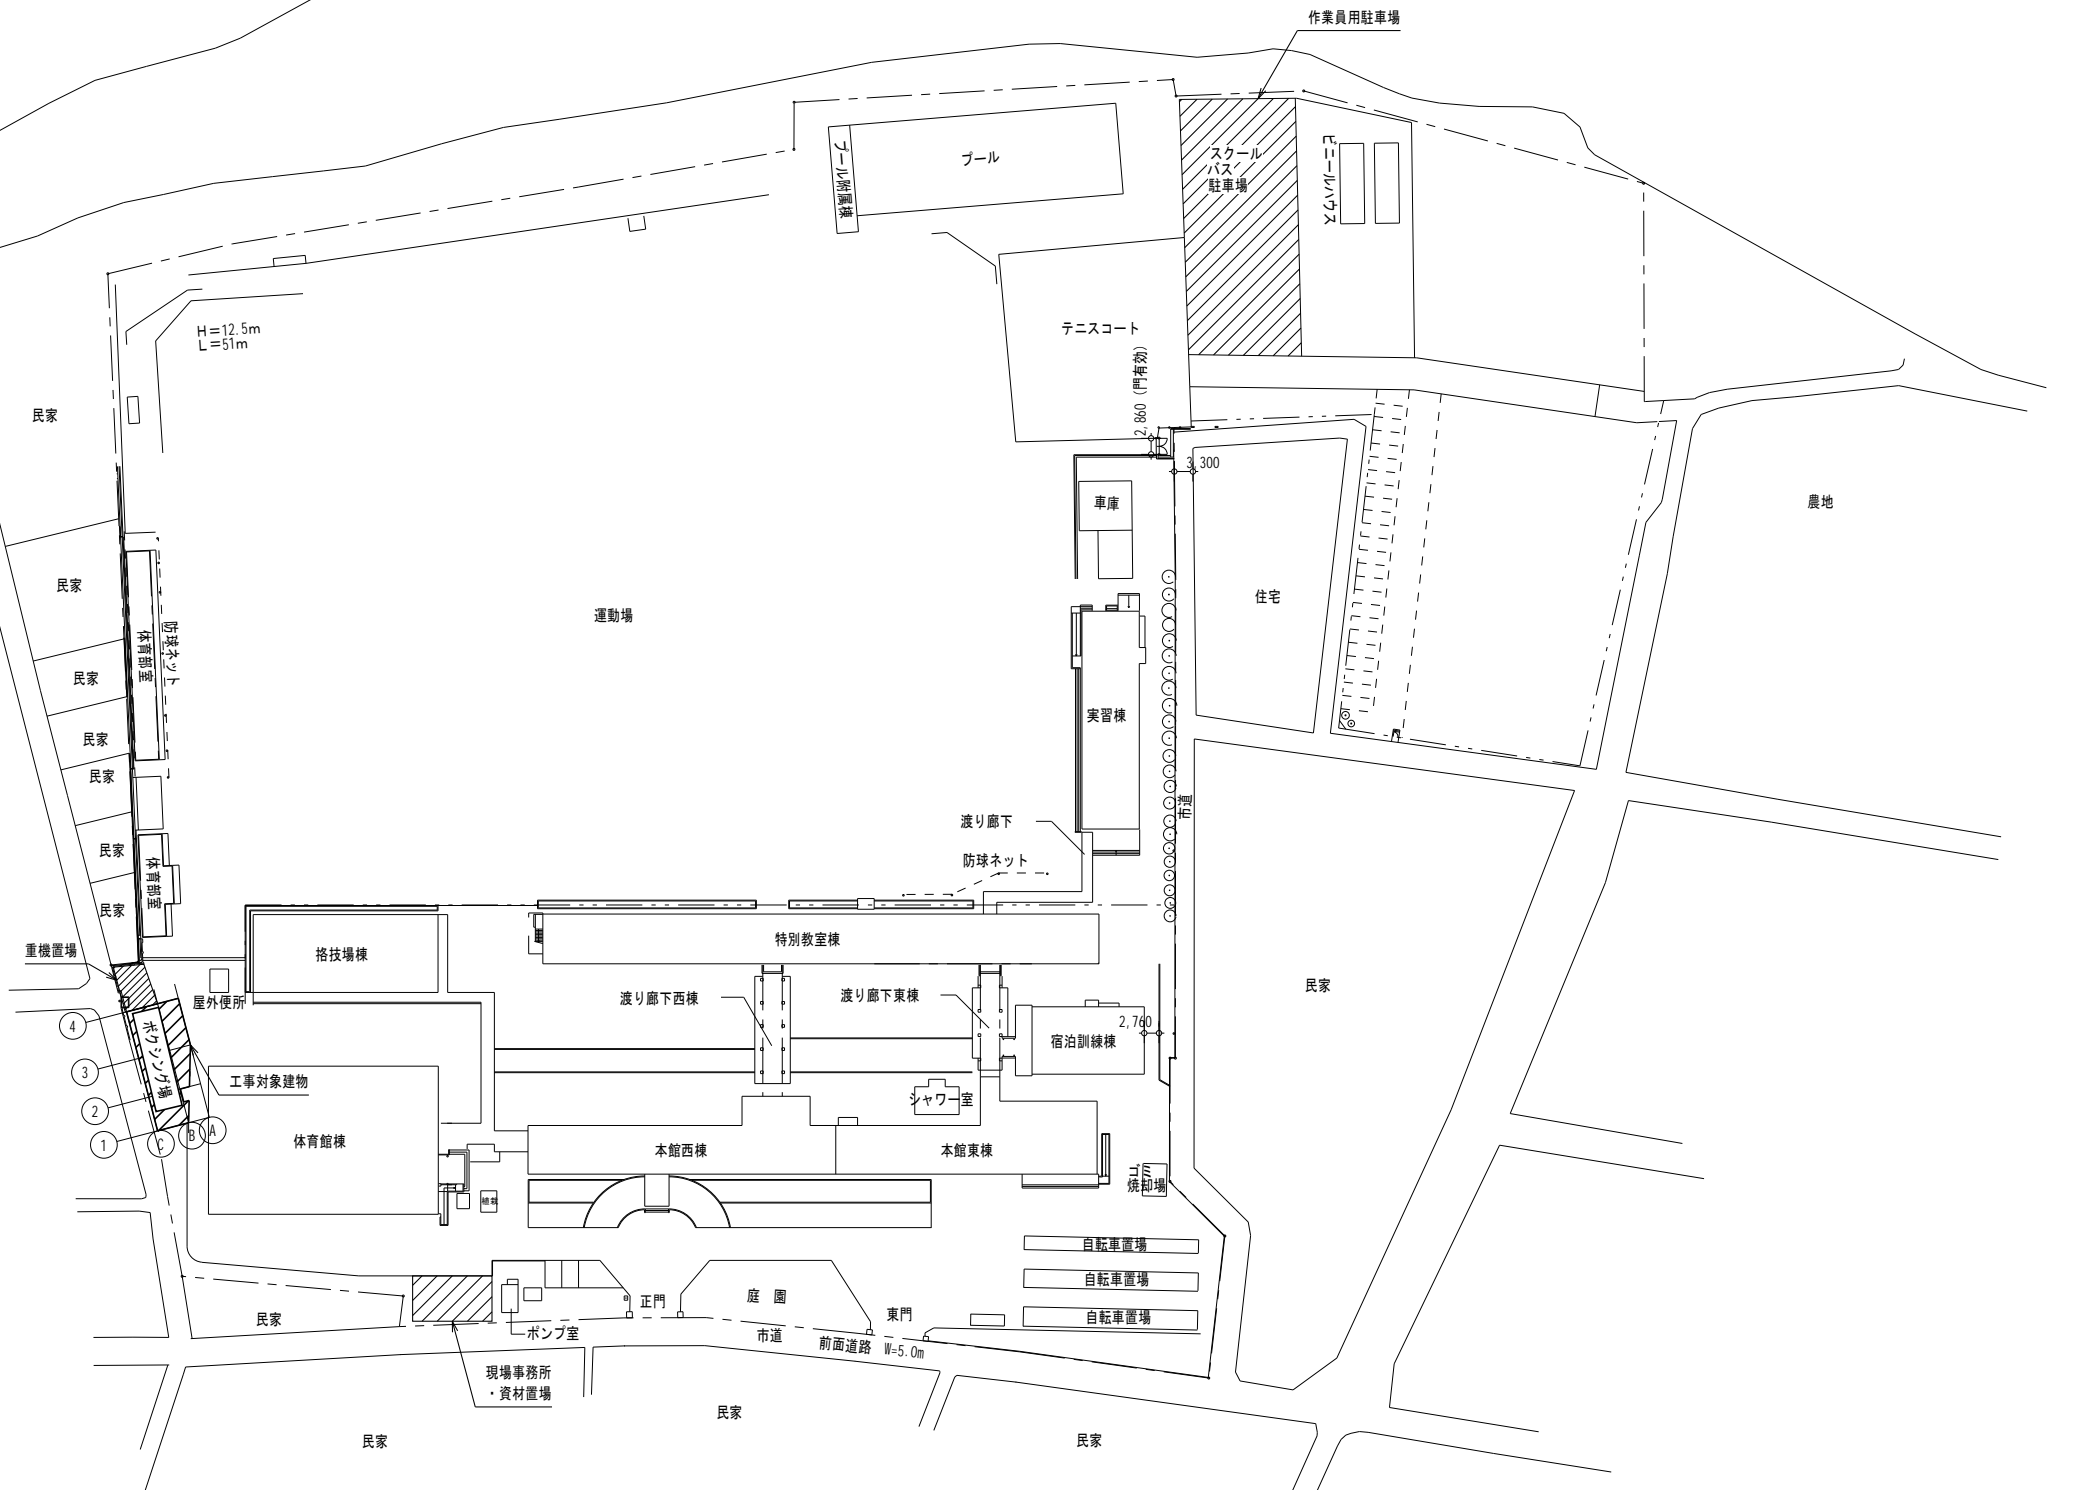 作業員用駐車場
プール
プール附属棟
スクール
バス
駐車場
ビニールハウス
H=12.5m
L=51m
テニスコート
2,860（門有効）
3,300
民家
車庫
農地
民家
住宅
運動場
防球ネット
体育部室
民家
実習棟
民家
民家
市道
渡り廊下
民家
防球ネット
体育部室
民家
特別教室棟
重機置場
挌技場棟
屋外便所
渡り廊下西棟
渡り廊下東棟
民家
4
ボクシング場
2,760
宿泊訓練棟
3
工事対象建物
シャワー室
2
1
C
B
A
体育館棟
本館西棟
本館東棟
ゴミ
焼却場
植栽
自転車置場
自転車置場
自転車置場
民家
ポンプ室
正門
庭園
東門
市道
前面道路 W=5.0m
現場事務所
・資材置場
民家
民家
民家